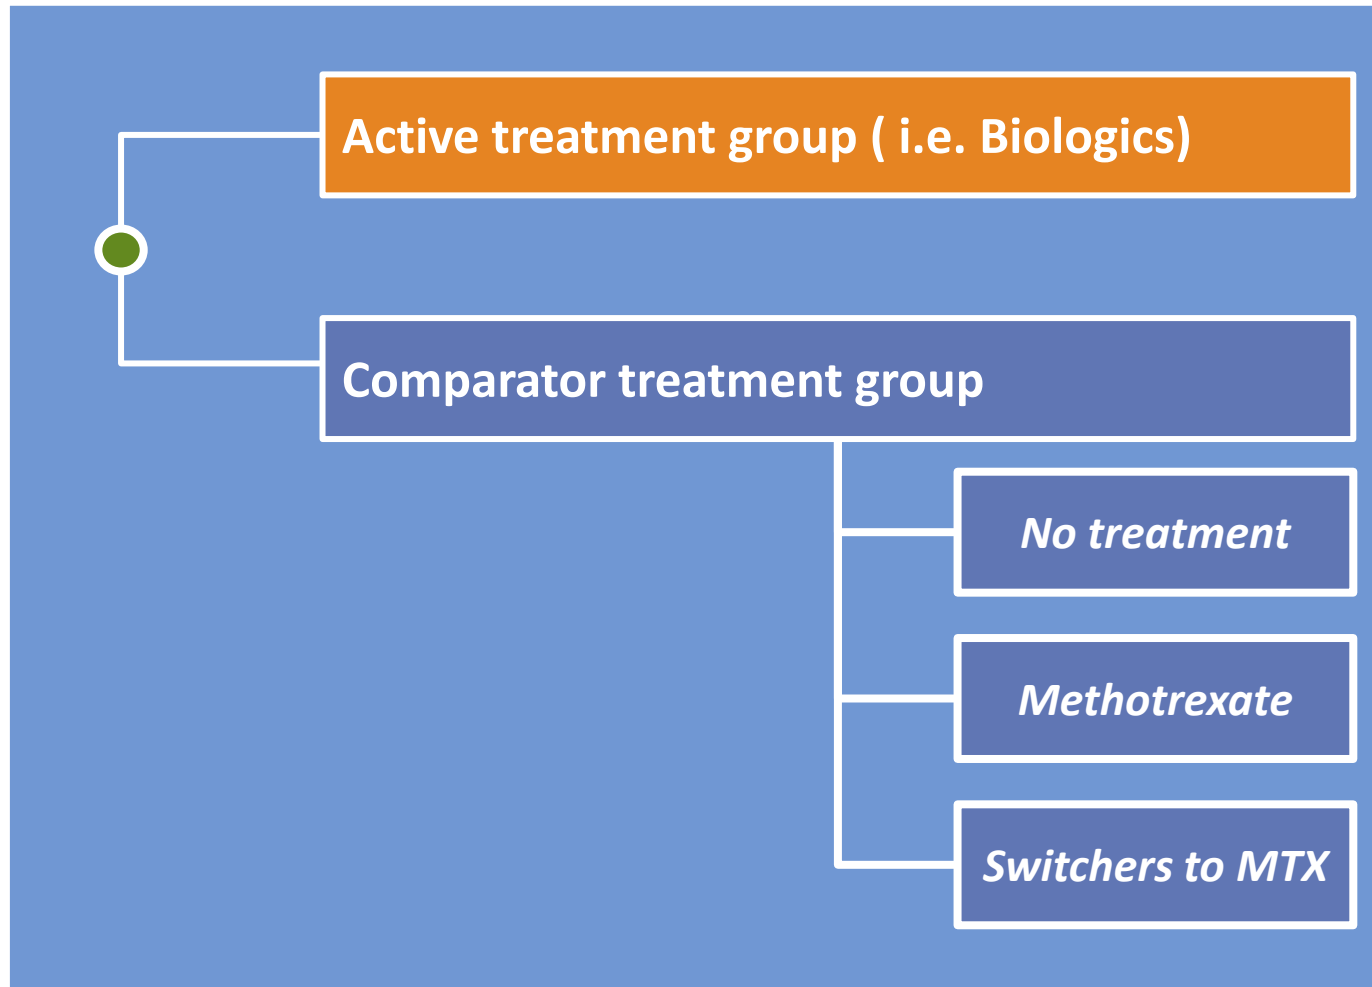 Active treatment group ( i.e. Biologics)
Comparator treatment group
No treatment
Methotrexate
Switchers to MTX